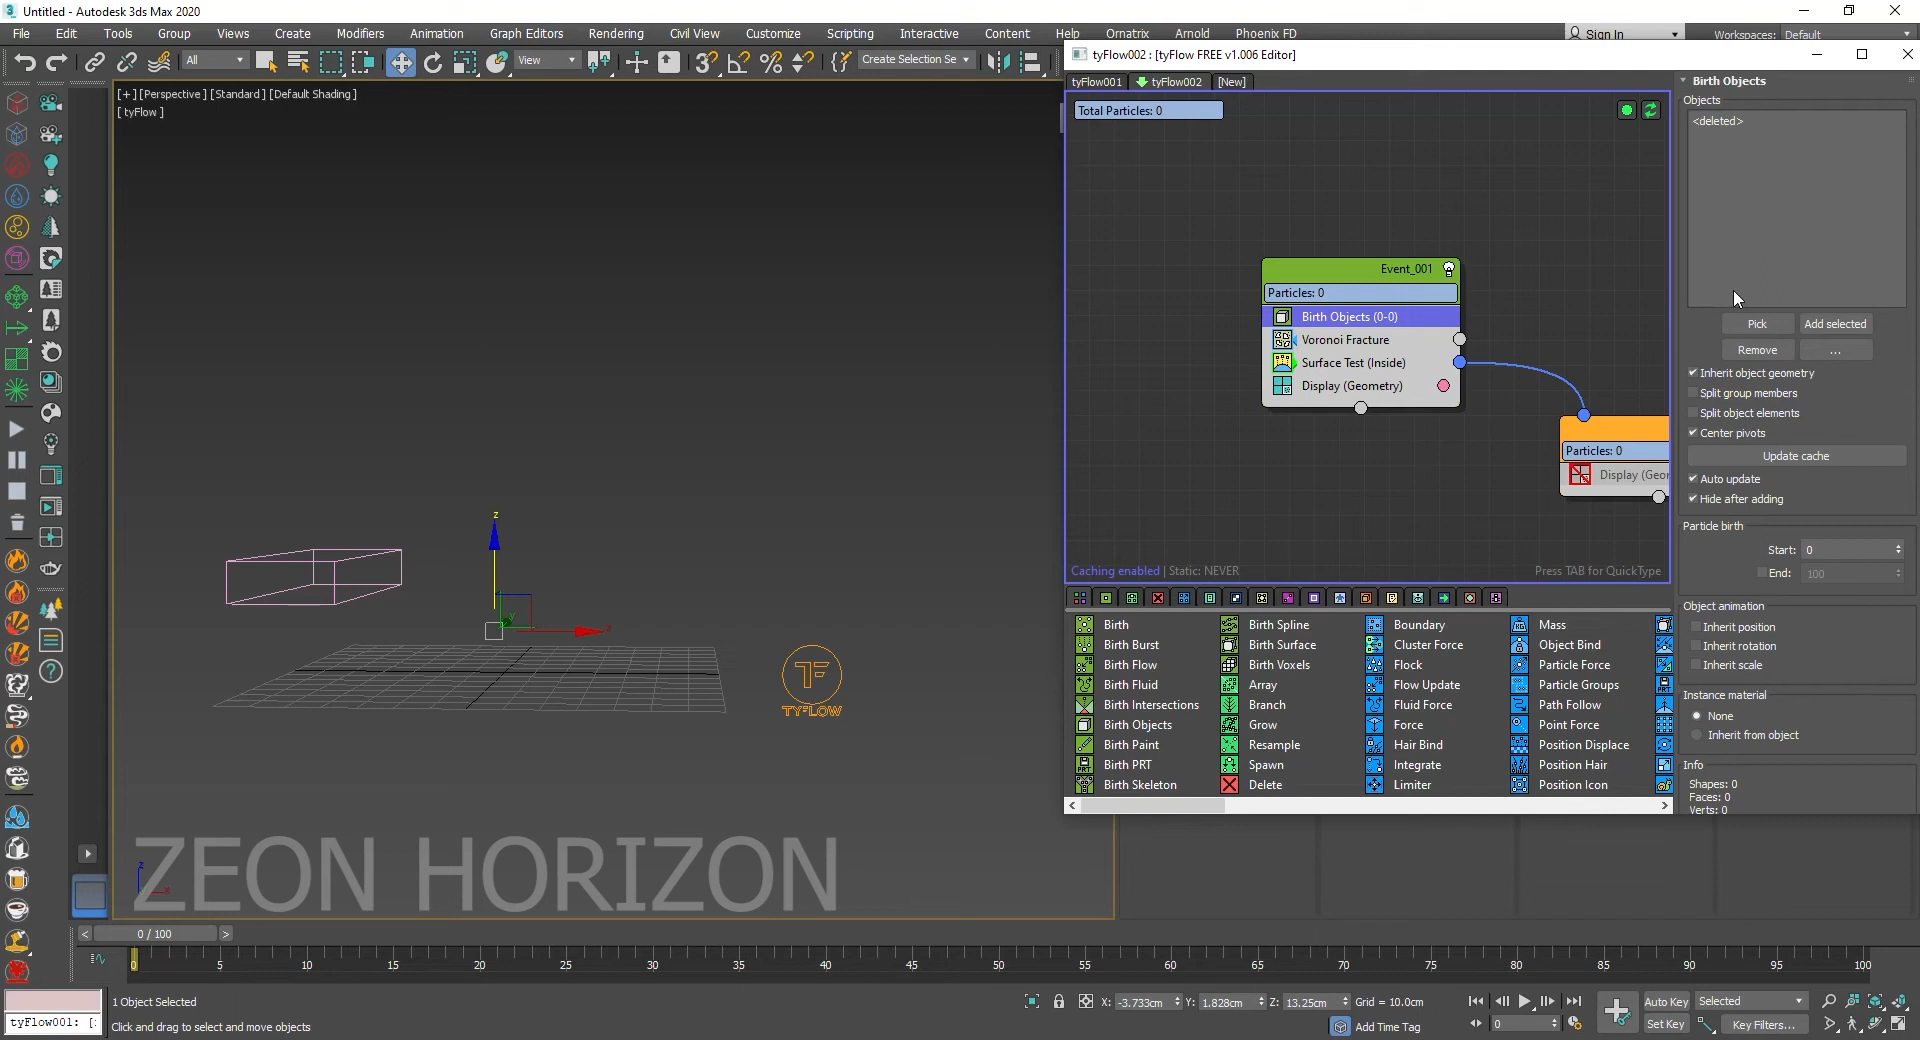 Untitled - Autodesk 3ds Max 2020
File Edit Tools Group Views Create Modifiers Animation Graph Editors Rendering Civil View Customize Scripting Interactive Content Help Ornatrix Arnold Phoenix FD Sign In Workspaces: Default
All View Create Selection Se
tyFlow002 : [tyFlow FREE v1.006 Editor]
tyFlow001 tyFlow002 [New]
[+] [Perspective ] [Standard ] [Default Shading ]
[ tyFlow ]
Total Particles: 0
Event_001
Particles: 0
Birth Objects (0-0)
Voronoi Fracture
Surface Test (Inside)
Display (Geometry)
Particles: 0
Display (Geor
Caching enabled | Static: NEVER
Press TAB for QuickType
Birth Birth Spline Boundary Mass
Birth Burst Birth Surface Cluster Force Object Bind
Birth Flow Birth Voxels Flock Particle Force
Birth Fluid Array Flow Update Particle Groups
Birth Intersections Branch Fluid Force Path Follow
Birth Objects Grow Force Point Force
Birth Paint Resample Hair Bind Position Displace
Birth PRT Spawn Integrate Position Hair
Birth Skeleton Delete Limiter Position Icon
Birth Objects
Objects
<deleted>
Pick Add selected
Remove ...
Inherit object geometry
Split group members
Split object elements
Center pivots
Update cache
Auto update
Hide after adding
Particle birth
Start: 0
End: 100
Object animation
Inherit position
Inherit rotation
Inherit scale
Instance material
None
Inherit from object
Info
Shapes: 0
Faces: 0
Verts: 0
z
x
y
TYFLOW
z
x
ZEON HORIZON
< 0 / 100 >
0 5 10 15 20 25 30 35 40 45 50 55 60 65 70 75 80 85 90 95 100
1 Object Selected
X: -3.733cm Y: 1.828cm Z: 13.25cm Grid = 10.0cm
Auto Key Selected
tyFlow001: [:
Click and drag to select and move objects
Add Time Tag
0
Set Key Key Filters...